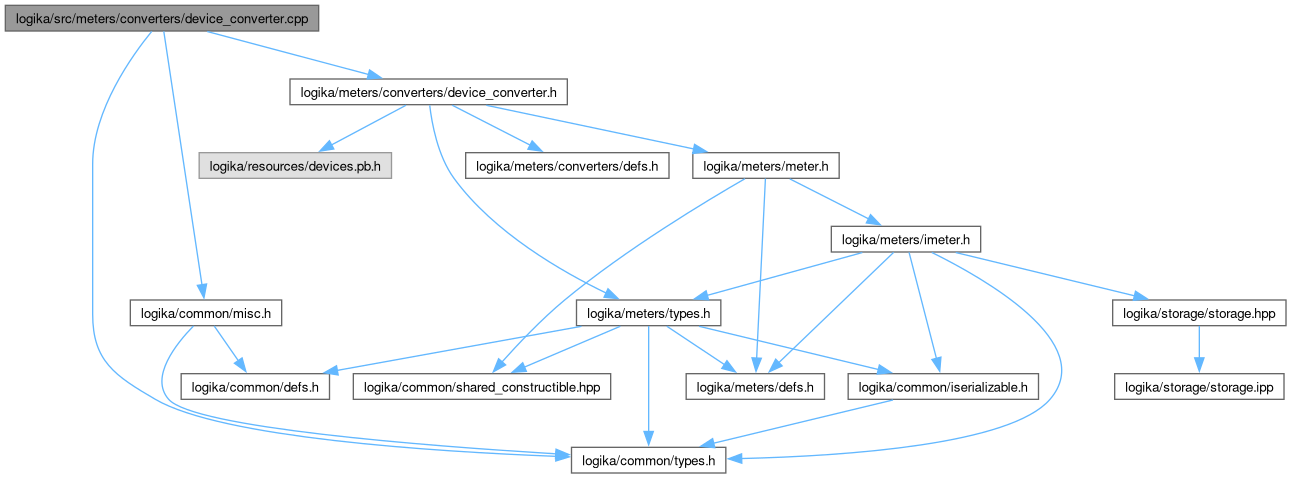 logika/src/meters/converters/device_converter.cpp
logika/meters/converters/device_converter.h
logika/resources/devices.pb.h
logika/meters/converters/defs.h
logika/meters/meter.h
logika/meters/imeter.h
logika/common/misc.h
logika/meters/types.h
logika/storage/storage.hpp
logika/common/defs.h
logika/common/shared_constructible.hpp
logika/meters/defs.h
logika/common/iserializable.h
logika/storage/storage.ipp
logika/common/types.h